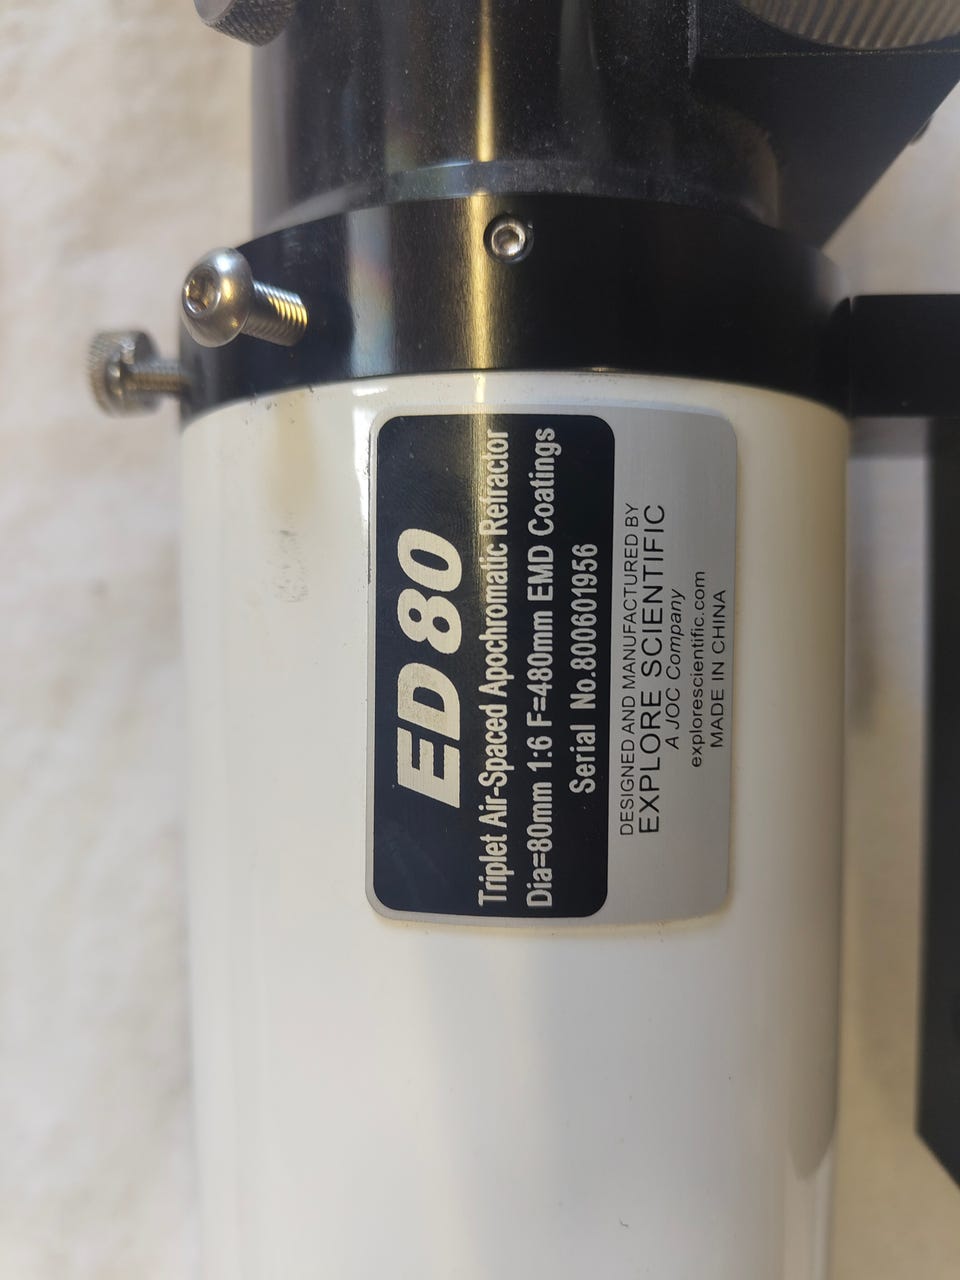 ED 80
Triplet Air-Spaced Apochromatic Refractor
Dia=80mm 1:6 F=480mm EMD Coatings
Serial No.800601956
DESIGNED AND MANUFACTURED BY
EXPLORE SCIENTIFIC
A JOC Company
explorescientific.com
MADE IN CHINA